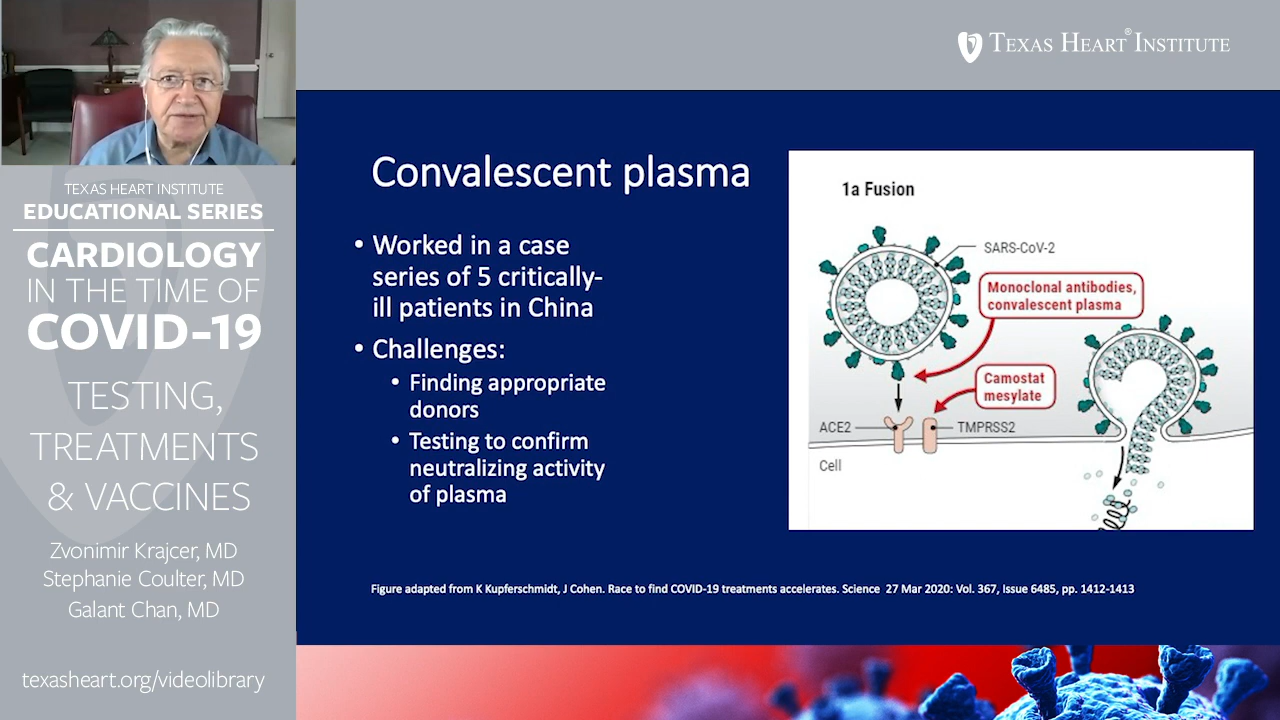 TEXAS HEART® INSTITUTE
TEXAS HEART INSTITUTE
EDUCATIONAL SERIES
CARDIOLOGY
IN THE TIME OF
COVID-19
TESTING,
TREATMENTS
& VACCINES
Zvonimir Krajcer, MD
Stephanie Coulter, MD
Galant Chan, MD
texasheart.org/videolibrary
Convalescent plasma
• Worked in a case
series of 5 critically-
ill patients in China
• Challenges:
• Finding appropriate
donors
• Testing to confirm
neutralizing activity
of plasma
1a Fusion
SARS-CoV-2
Monoclonal antibodies,
convalescent plasma
Camostat
mesylate
ACE2
TMPRSS2
Cell
Figure adapted from K Kupferschmidt, J Cohen. Race to find COVID-19 treatments accelerates. Science 27 Mar 2020: Vol. 367, Issue 6485, pp. 1412-1413